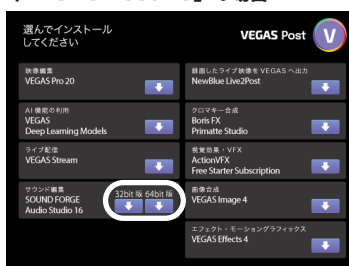 選んでインストール
してください
VEGAS Post
V
映像編集
VEGAS Pro 20
録画したライブ映像を VEGAS へ出力
NewBlue Live2Post
AI 機能の利用
VEGAS
Deep Learning Models
クロマキー合成
Boris FX
Primatte Studio
ライブ配信
VEGAS Stream
視覚効果・VFX
ActionVFX
Free Starter Subscription
サウンド編集
SOUND FORGE
Audio Studio 16
32bit 版 64bit 版
画像合成
VEGAS Image 4
エフェクト・モーショングラフィックス
VEGAS Effects 4